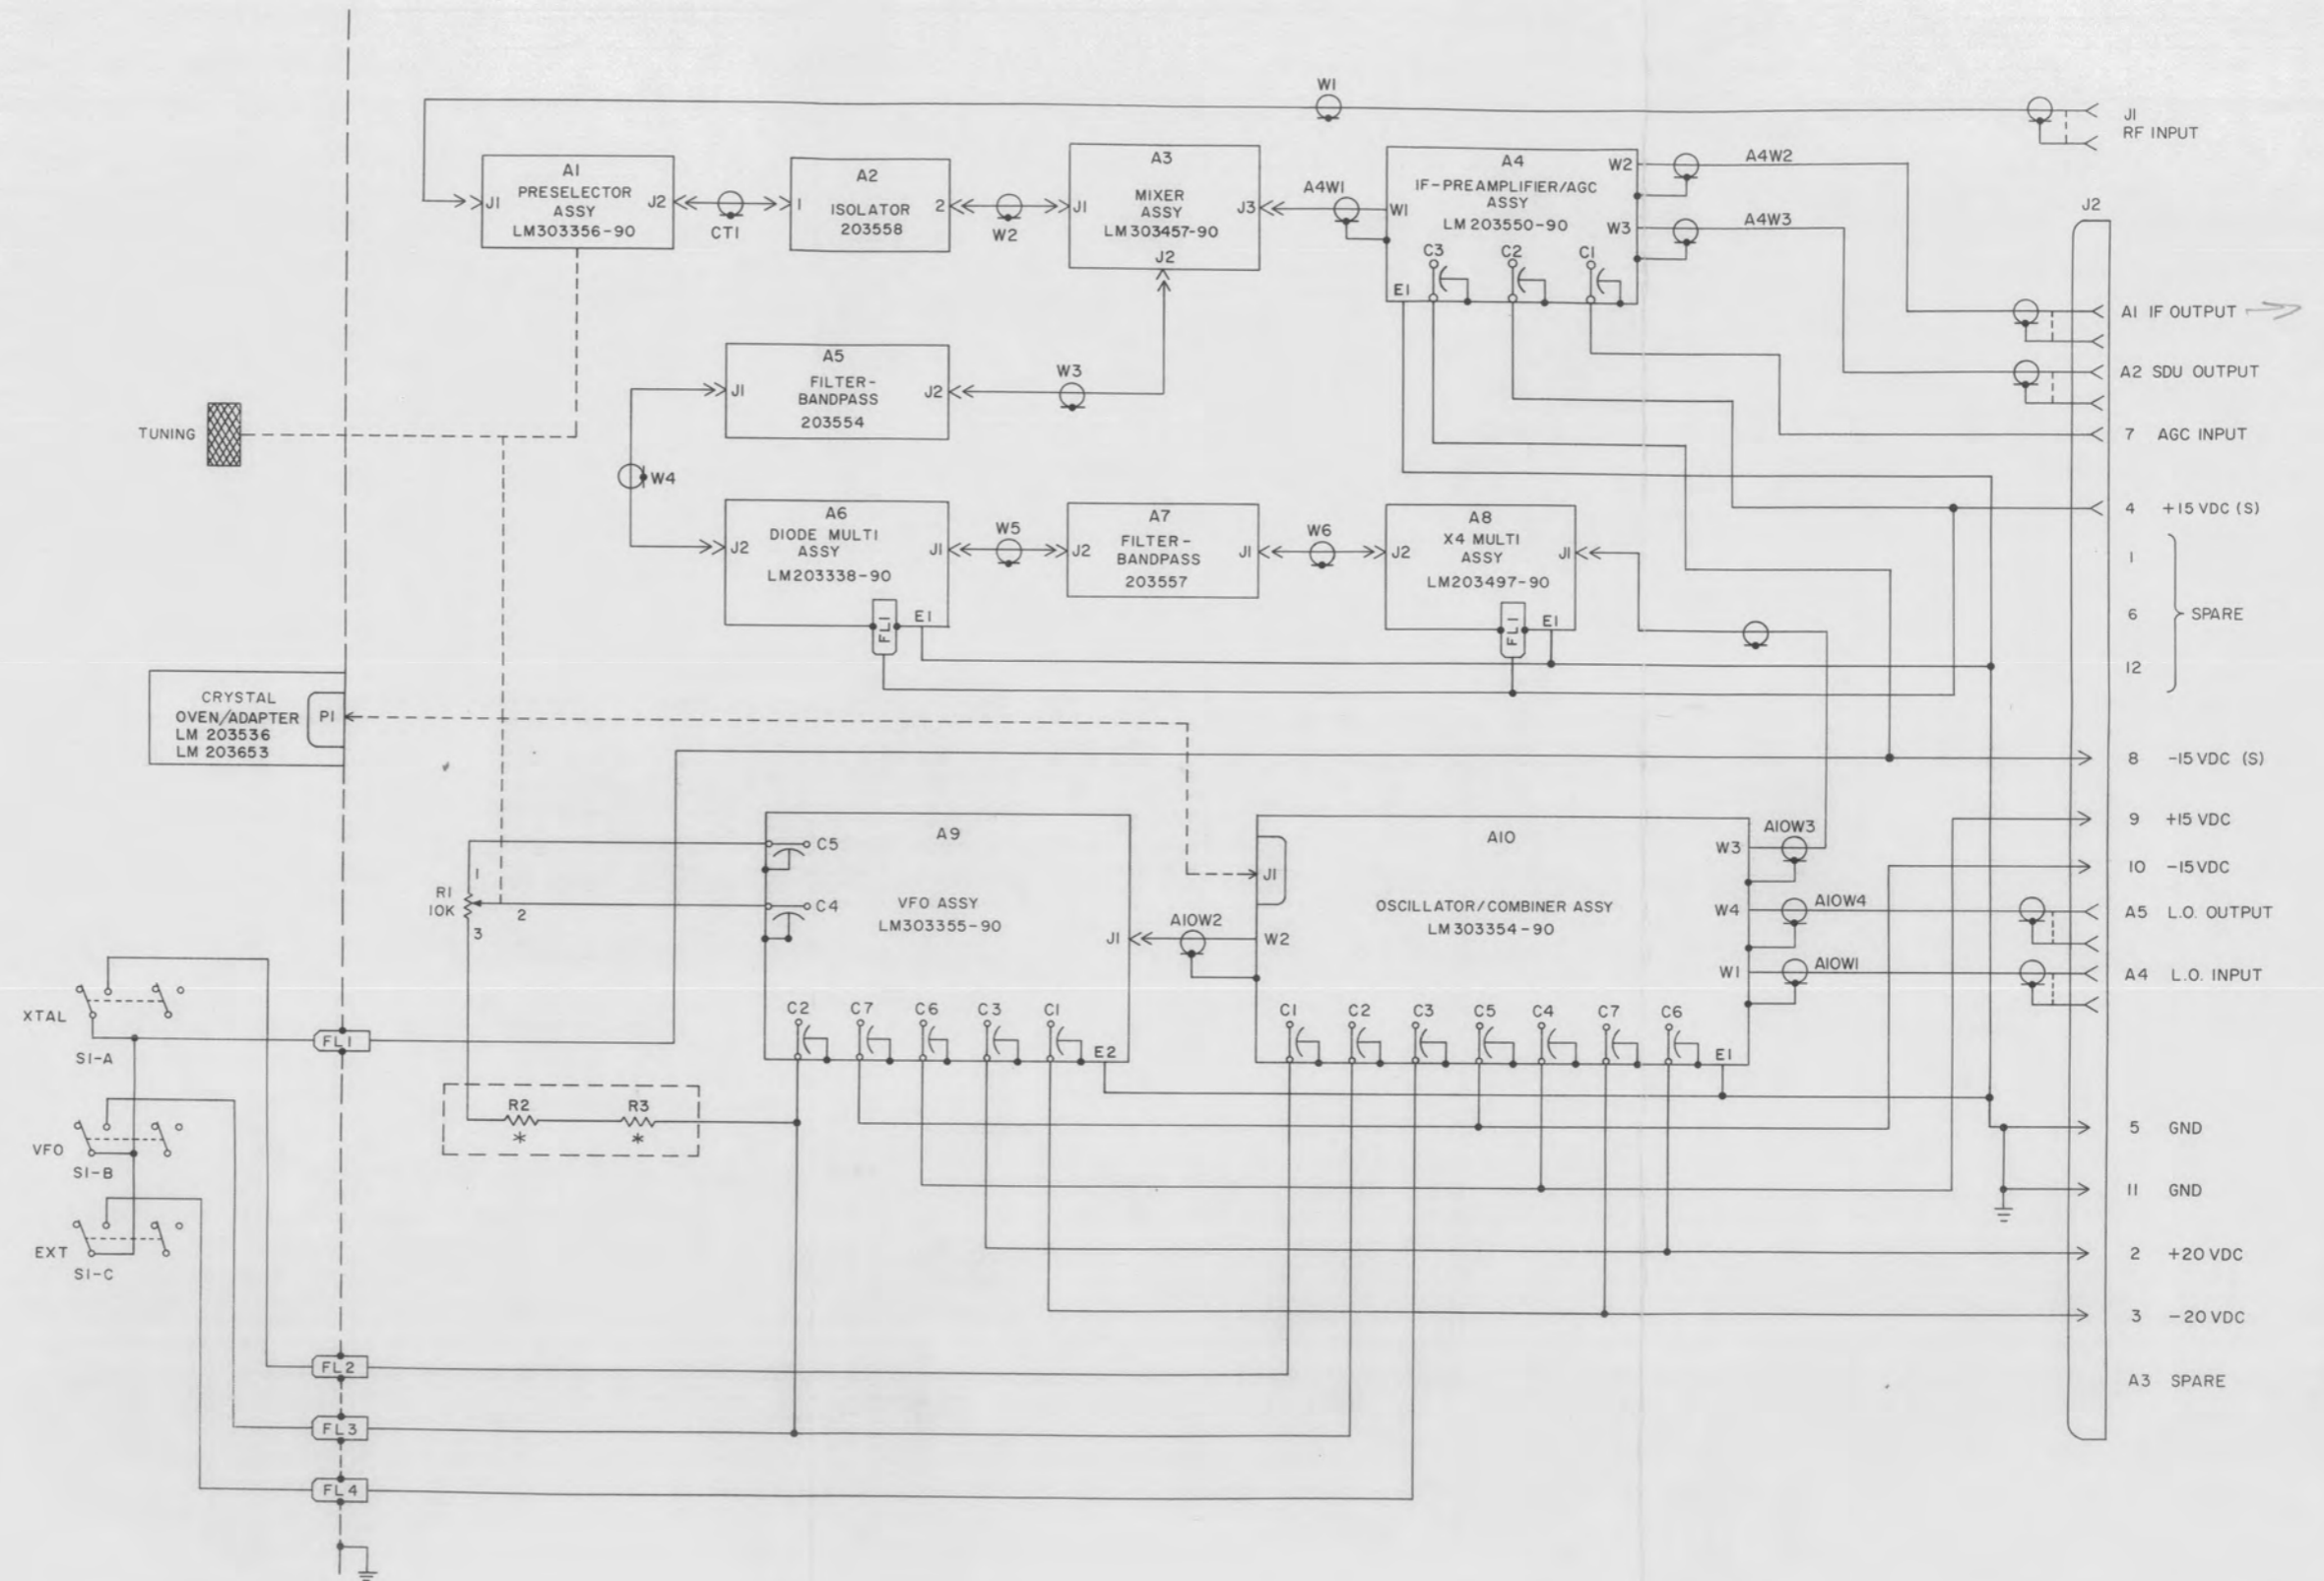 W1
J1
RF INPUT
A1
PRESELECTOR
ASSY
LM303356-90
J1
J2
CT1
A2
ISOLATOR
203558
1
2
W2
A3
MIXER
ASSY
LM303457-90
J1
J3
J2
A4W1
A4
IF-PREAMPLIFIER/AGC
ASSY
LM203550-90
W1
W2
W3
C3
C2
C1
E1
A4W2
A4W3
J2
A1 IF OUTPUT
A2 SDU OUTPUT
7 AGC INPUT
4 +15 VDC (S)
1
6 SPARE
12
A5
FILTER-
BANDPASS
203554
J1
J2
W3
TUNING
W4
A6
DIODE MULTI
ASSY
LM203338-90
J2
J1
FL1
E1
W5
A7
FILTER-
BANDPASS
203557
J2
J1
W6
A8
X4 MULTI
ASSY
LM203497-90
J2
J1
FL1
E1
CRYSTAL
OVEN/ADAPTER
LM 203536
LM 203653
P1
8 -15 VDC (S)
9 +15 VDC
10 -15VDC
A5 L.O. OUTPUT
A4 L.O. INPUT
R1
10K
1
2
3
A9
VFO ASSY
LM303355-90
C5
C4
J1
C2
C7
C6
C3
C1
E2
A10W2
A10
OSCILLATOR/COMBINER ASSY
LM303354-90
J1
W2
W3
W4
W1
C1
C2
C3
C5
C4
C7
C6
E1
A10W3
A10W4
A10W1
XTAL
S1-A
VFO
S1-B
EXT
S1-C
FL1
R2
*
R3
*
5 GND
11 GND
2 +20 VDC
3 -20 VDC
A3 SPARE
FL2
FL3
FL4